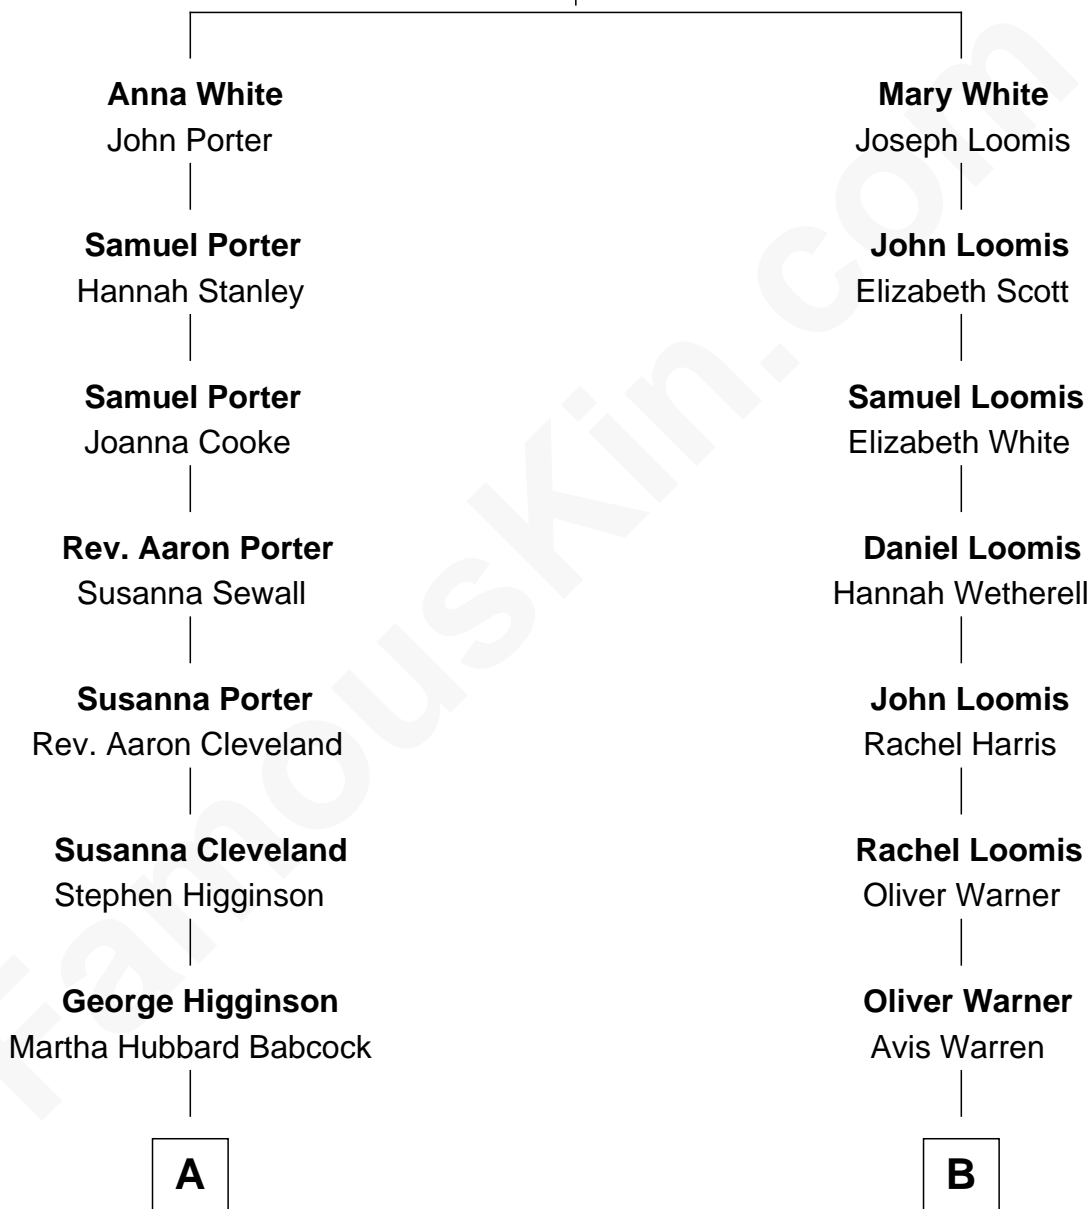 Anna White
John Porter
Samuel Porter
Hannah Stanley
Samuel Porter
Joanna Cooke
Rev. Aaron Porter
Susanna Sewall
Susanna Porter
Rev. Aaron Cleveland
Susanna Cleveland
Stephen Higginson
George Higginson
Martha Hubbard Babcock
A
Mary White
Joseph Loomis
John Loomis
Elizabeth Scott
Samuel Loomis
Elizabeth White
Daniel Loomis
Hannah Wetherell
John Loomis
Rachel Harris
Rachel Loomis
Oliver Warner
Oliver Warner
Avis Warren
B
FamousKin.com